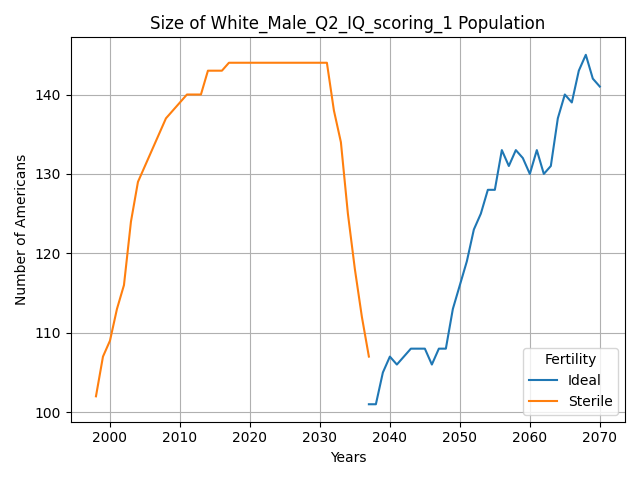 Size of White_Male_Q2_IQ_scoring_1 Population
Number of Americans
140
130
120
110
100
2000
2010
2020
2030
2040
2050
2060
2070
Years
Fertility
Ideal
Sterile